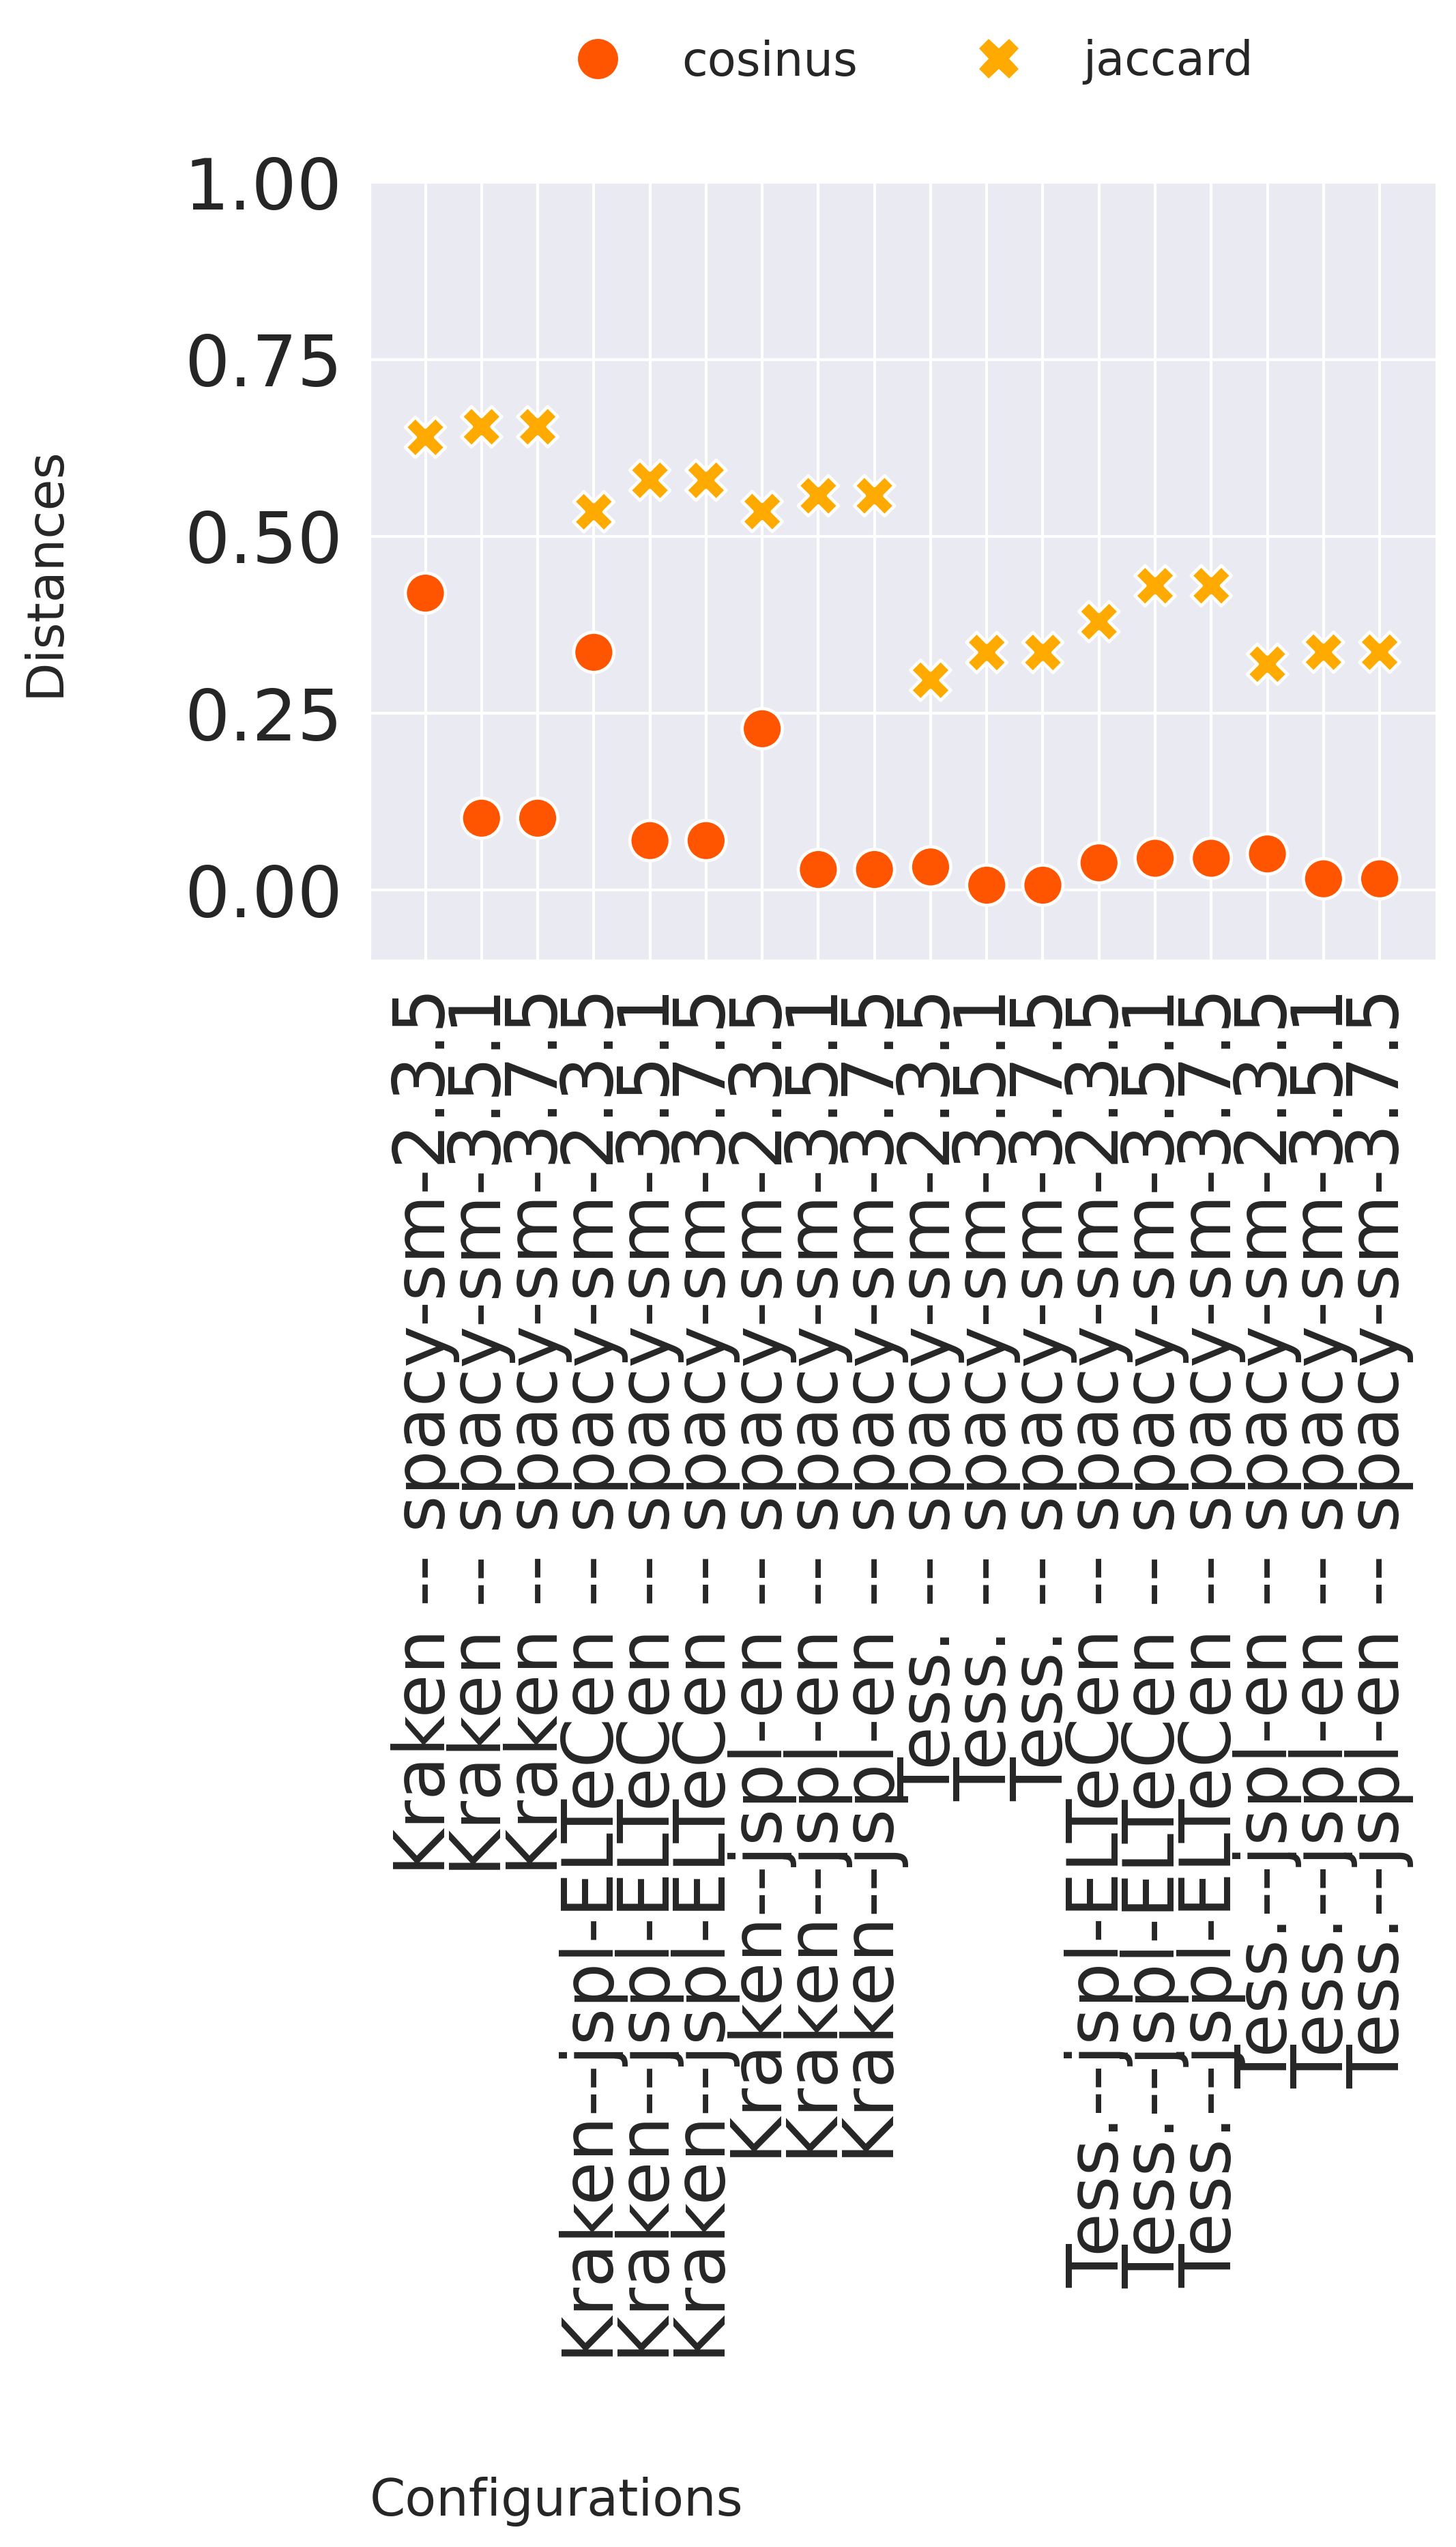 cosinus jaccard
1.00
0.75
0.50
0.25
0.00
Distances
Kraken -- spacy-sm-2.3.5
Kraken -- spacy-sm-3.5.1
Kraken -- spacy-sm-3.7.5
Kraken--jspl-ELTeCen -- spacy-sm-2.3.5
Kraken--jspl-ELTeCen -- spacy-sm-3.5.1
Kraken--jspl-ELTeCen -- spacy-sm-3.7.5
Kraken--jspl-en -- spacy-sm-2.3.5
Kraken--jspl-en -- spacy-sm-3.5.1
Kraken--jspl-en -- spacy-sm-3.7.5
Tess. -- spacy-sm-2.3.5
Tess. -- spacy-sm-3.5.1
Tess. -- spacy-sm-3.7.5
Tess.--jspl-ELTeCen -- spacy-sm-2.3.5
Tess.--jspl-ELTeCen -- spacy-sm-3.5.1
Tess.--jspl-ELTeCen -- spacy-sm-3.7.5
Tess.--jspl-en -- spacy-sm-2.3.5
Tess.--jspl-en -- spacy-sm-3.5.1
Tess.--jspl-en -- spacy-sm-3.7.5
Configurations